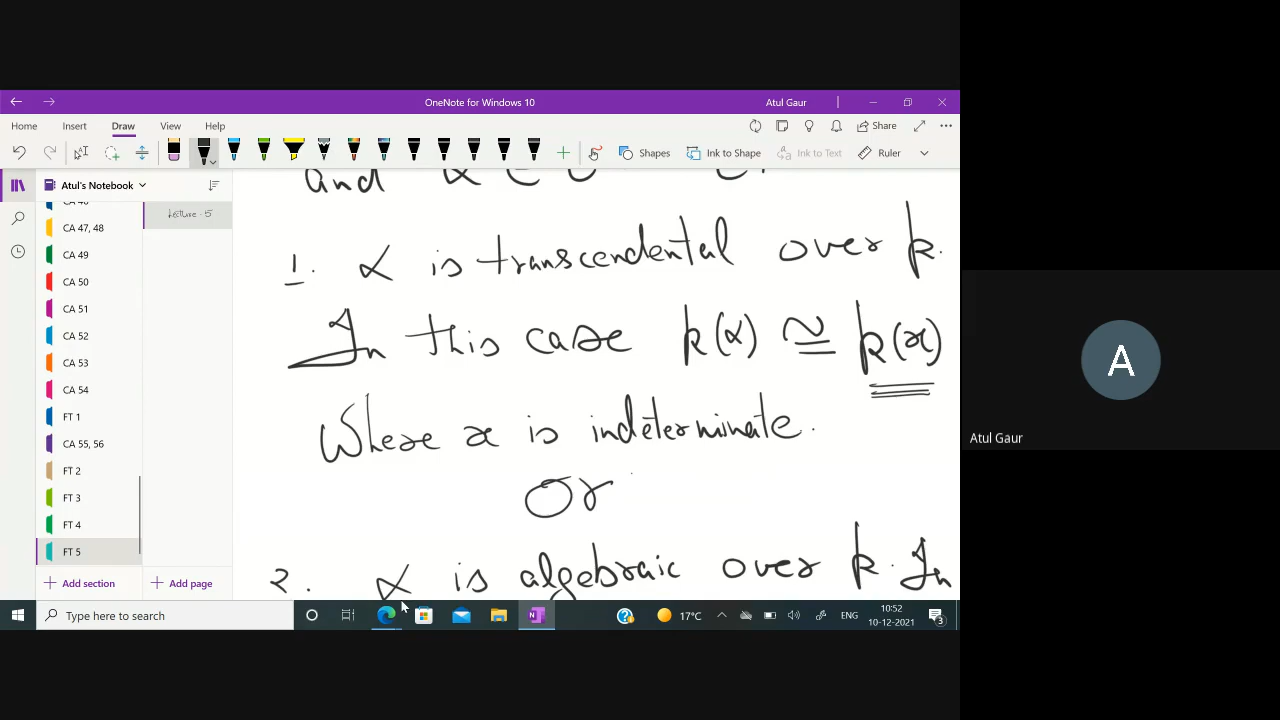 OneNote for Windows 10
Atul Gaur
Home Insert Draw View Help
Share
Shapes
Ink to Shape
Ink to Text
Ruler
Atul's Notebook
Lecture - 5
CA 47, 48
CA 49
CA 50
CA 51
CA 52
CA 53
CA 54
FT 1
CA 55, 56
FT 2
FT 3
FT 4
FT 5
Add section
Add page
and α ∈
1. α is transcendental over k.
In this case k(α) ≅ k(x)
Where x is indeterminate.
Or
2. α is algebraic over k. In
A
Atul Gaur
Type here to search
17°C
ENG
10:52
10-12-2021
3